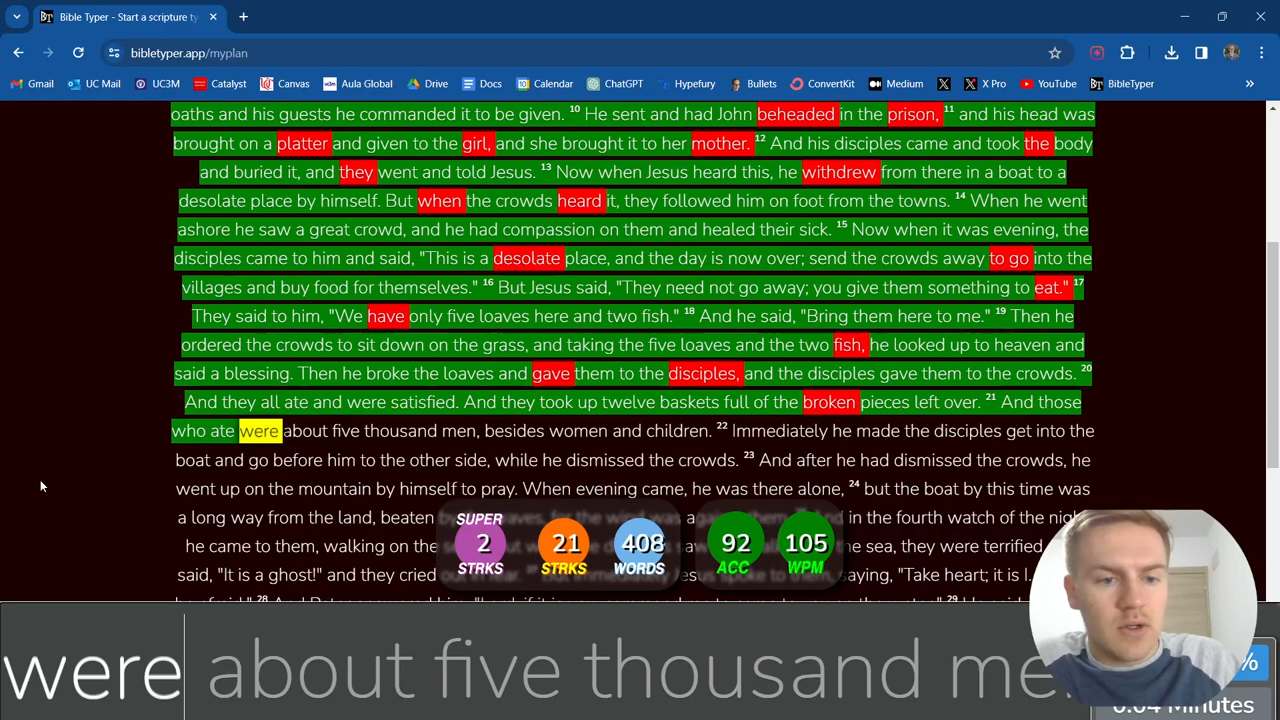 Bible Typer - Start a scripture ty
bibletyper.app/myplan
Gmail UC Mail UC3M Catalyst Canvas Aula Global Drive Docs Calendar ChatGPT Hypefury Bullets ConvertKit Medium X Pro YouTube BibleTyper
oaths and his guests he commanded it to be given. 10 He sent and had John beheaded in the prison, 11 and his head was
brought on a platter and given to the girl, and she brought it to her mother. 12 And his disciples came and took the body
and buried it, and they went and told Jesus. 13 Now when Jesus heard this, he withdrew from there in a boat to a
desolate place by himself. But when the crowds heard it, they followed him on foot from the towns. 14 When he went
ashore he saw a great crowd, and he had compassion on them and healed their sick. 15 Now when it was evening, the
disciples came to him and said, "This is a desolate place, and the day is now over; send the crowds away to go into the
villages and buy food for themselves." 16 But Jesus said, "They need not go away; you give them something to eat." 17
They said to him, "We have only five loaves here and two fish." 18 And he said, "Bring them here to me." 19 Then he
ordered the crowds to sit down on the grass, and taking the five loaves and the two fish, he looked up to heaven and
said a blessing. Then he broke the loaves and gave them to the disciples, and the disciples gave them to the crowds. 20
And they all ate and were satisfied. And they took up twelve baskets full of the broken pieces left over. 21 And those
who ate were about five thousand men, besides women and children. 22 Immediately he made the disciples get into the
boat and go before him to the other side, while he dismissed the crowds. 23 And after he had dismissed the crowds, he
went up on the mountain by himself to pray. When evening came, he was there alone, 24 but the boat by this time was
a long way from the land, beaten in the fourth watch of the nigh
he came to them, walking on the the sea, they were terrified
said, "It is a ghost!" and they cried saying, "Take heart; it is I.
SUPER
2 21 408 92 105
STRKS STRKS WORDS ACC WPM
were about five thousand me
%
Minutes